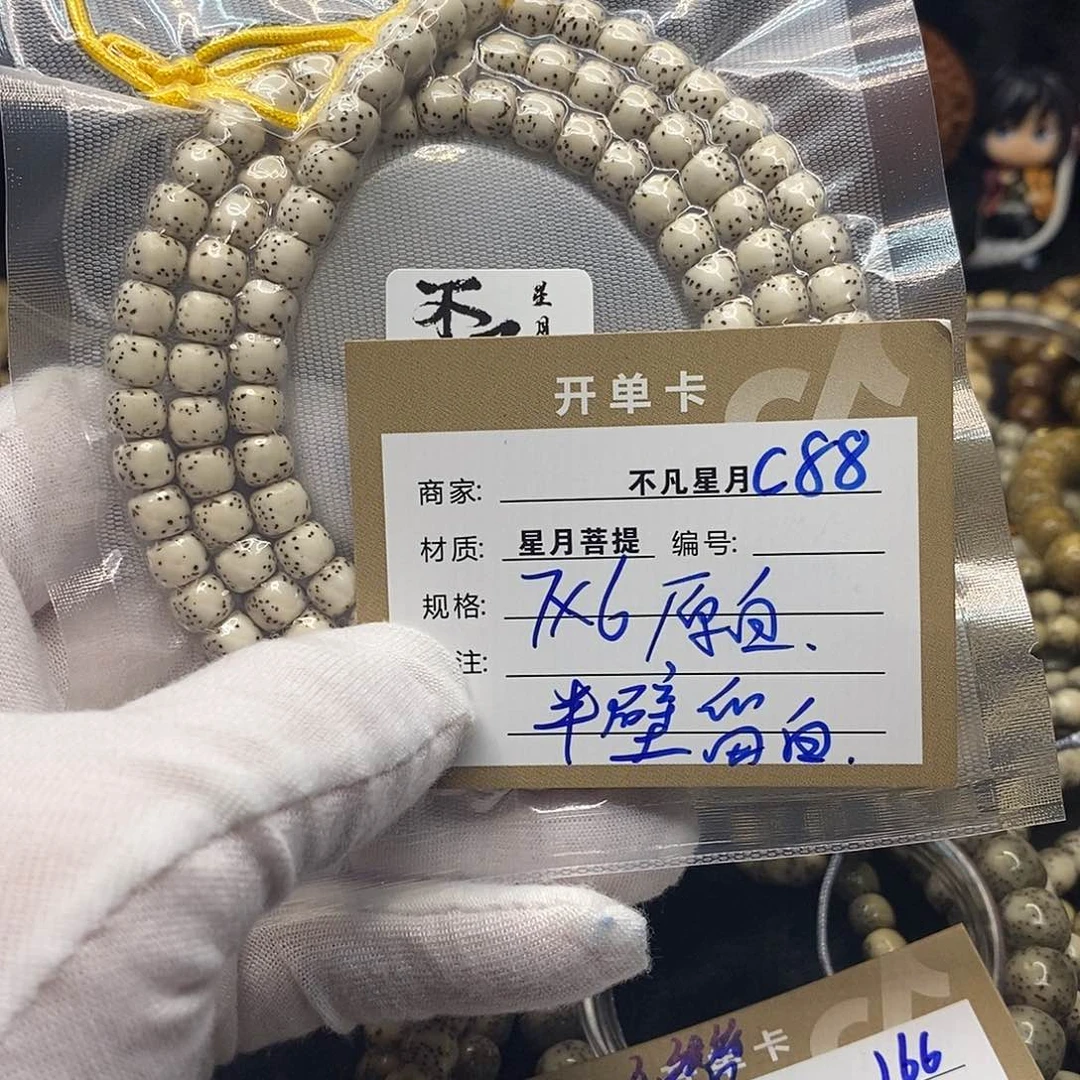 不
星月
开单卡
商家: 不凡星月C88
材质: 星月菩提 编号:
规格: 7X6 原白.
注: 半壁留白.
卡
166